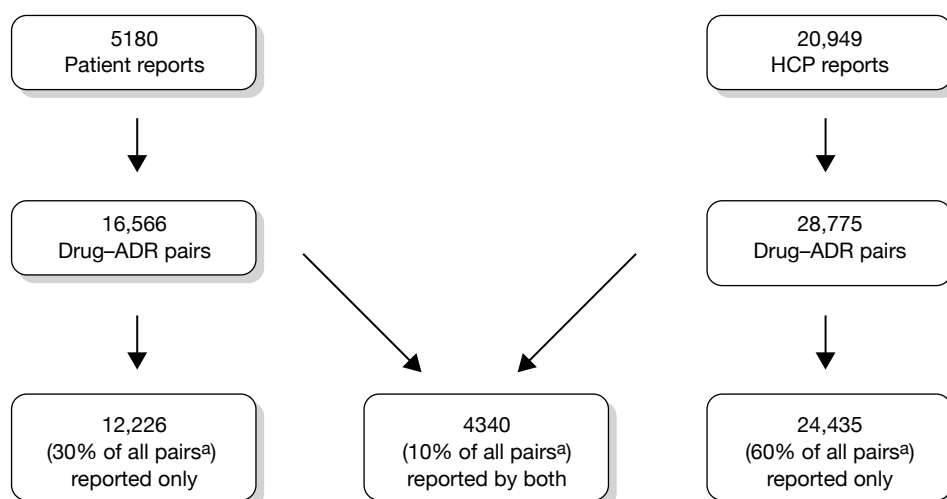 5180
Patient reports
20,949
HCP reports
16,566
Drug–ADR pairs
28,775
Drug–ADR pairs
12,226
(30% of all pairsª)
reported only
4340
(10% of all pairsª)
reported by both
24,435
(60% of all pairsª)
reported only